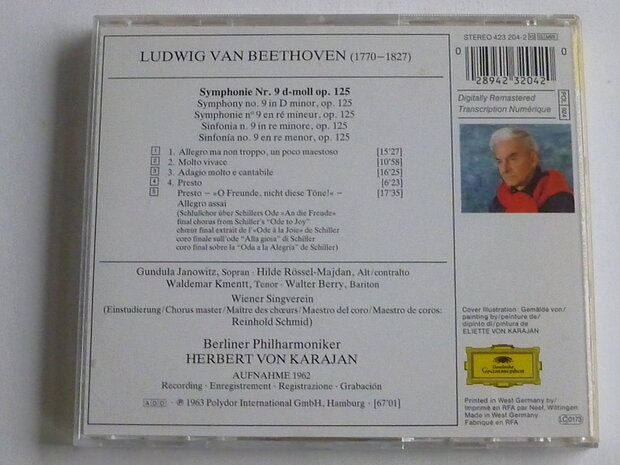 LUDWIG VAN BEETHOVEN (1770–1827)
Symphonie Nr. 9 d-moll op. 125
Symphony no. 9 in D minor, op. 125
Symphonie n° 9 en ré mineur, op. 125
Sinfonia n. 9 in re minore, op. 125
Sinfonía no. 9 en re menor, op. 125
1 1. Allegro ma non troppo, un poco maestoso [15'27]
2 2. Molto vivace [10'58]
3 3. Adagio molto e cantabile [16'25]
4 4. Presto [6'23]
5 Presto – »O Freunde, nicht diese Töne!« – [17'35]
Allegro assai
(Schlußchor über Schillers Ode »An die Freude«
final chorus from Schiller's "Ode to Joy"
chœur final extrait de l'«Ode à la Joie» de Schiller
coro finale sull'ode "Alla gioia" di Schiller
coro final sobre la "Oda a la Alegría" de Schiller)
Gundula Janowitz, Sopran · Hilde Rössel-Majdan, Alt/contralto
Waldemar Kmentt, Tenor · Walter Berry, Bariton
Wiener Singverein
(Einstudierung/Chorus master/Maître des chœurs/Maestro del coro/Maestro de coros:
Reinhold Schmid)
Berliner Philharmoniker
HERBERT VON KARAJAN
AUFNAHME 1962
Recording · Enregistrement · Registrazione · Grabación
ADD · ℗ 1963 Polydor International GmbH, Hamburg · [67'01]
STEREO 423 204-2
0 28942 32042 0
Digitally Remastered
Transcription Numérique
Cover Illustration: Gemälde von/
painting by/peinture de/
dipinto di/pintura de
ELIETTE VON KARAJAN
Deutsche
Grammophon
Printed in West Germany by/
Imprimé en RFA par Neef, Wittingen
Made in West Germany
Fabriqué en RFA
LC 0173